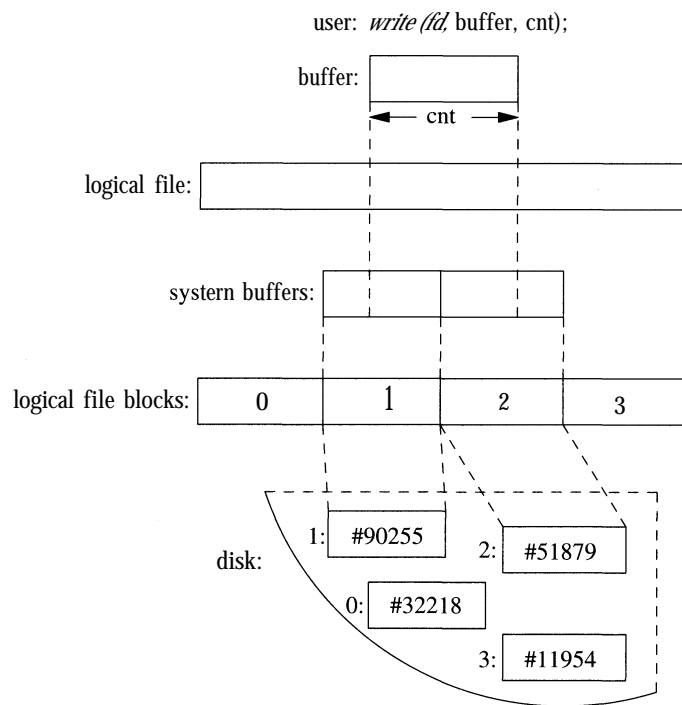 user: write (fd, buffer, cnt);
buffer:
cnt
logical file:
systern buffers:
logical file blocks: 0 1 2 3
1: #90255
2: #51879
disk:
0: #32218
3: #11954